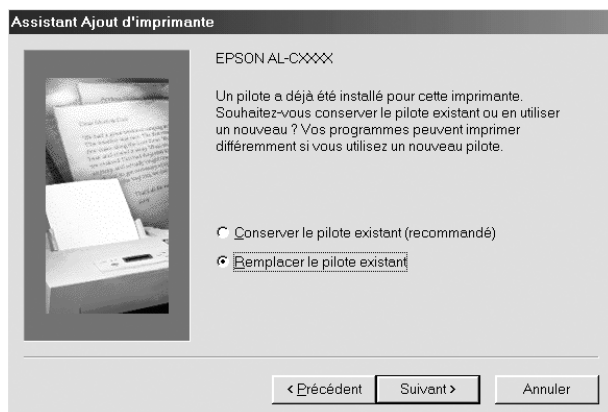 Assistant Ajout d'imprimante
EPSON AL-CXXXX
Un pilote a déjà été installé pour cette imprimante.
Souhaitez-vous conserver le pilote existant ou en utiliser
un nouveau ? Vos programmes peuvent imprimer
différemment si vous utilisez un nouveau pilote.
Conserver le pilote existant (recommandé)
Remplacer le pilote existant
< Précédent
Suivant >
Annuler